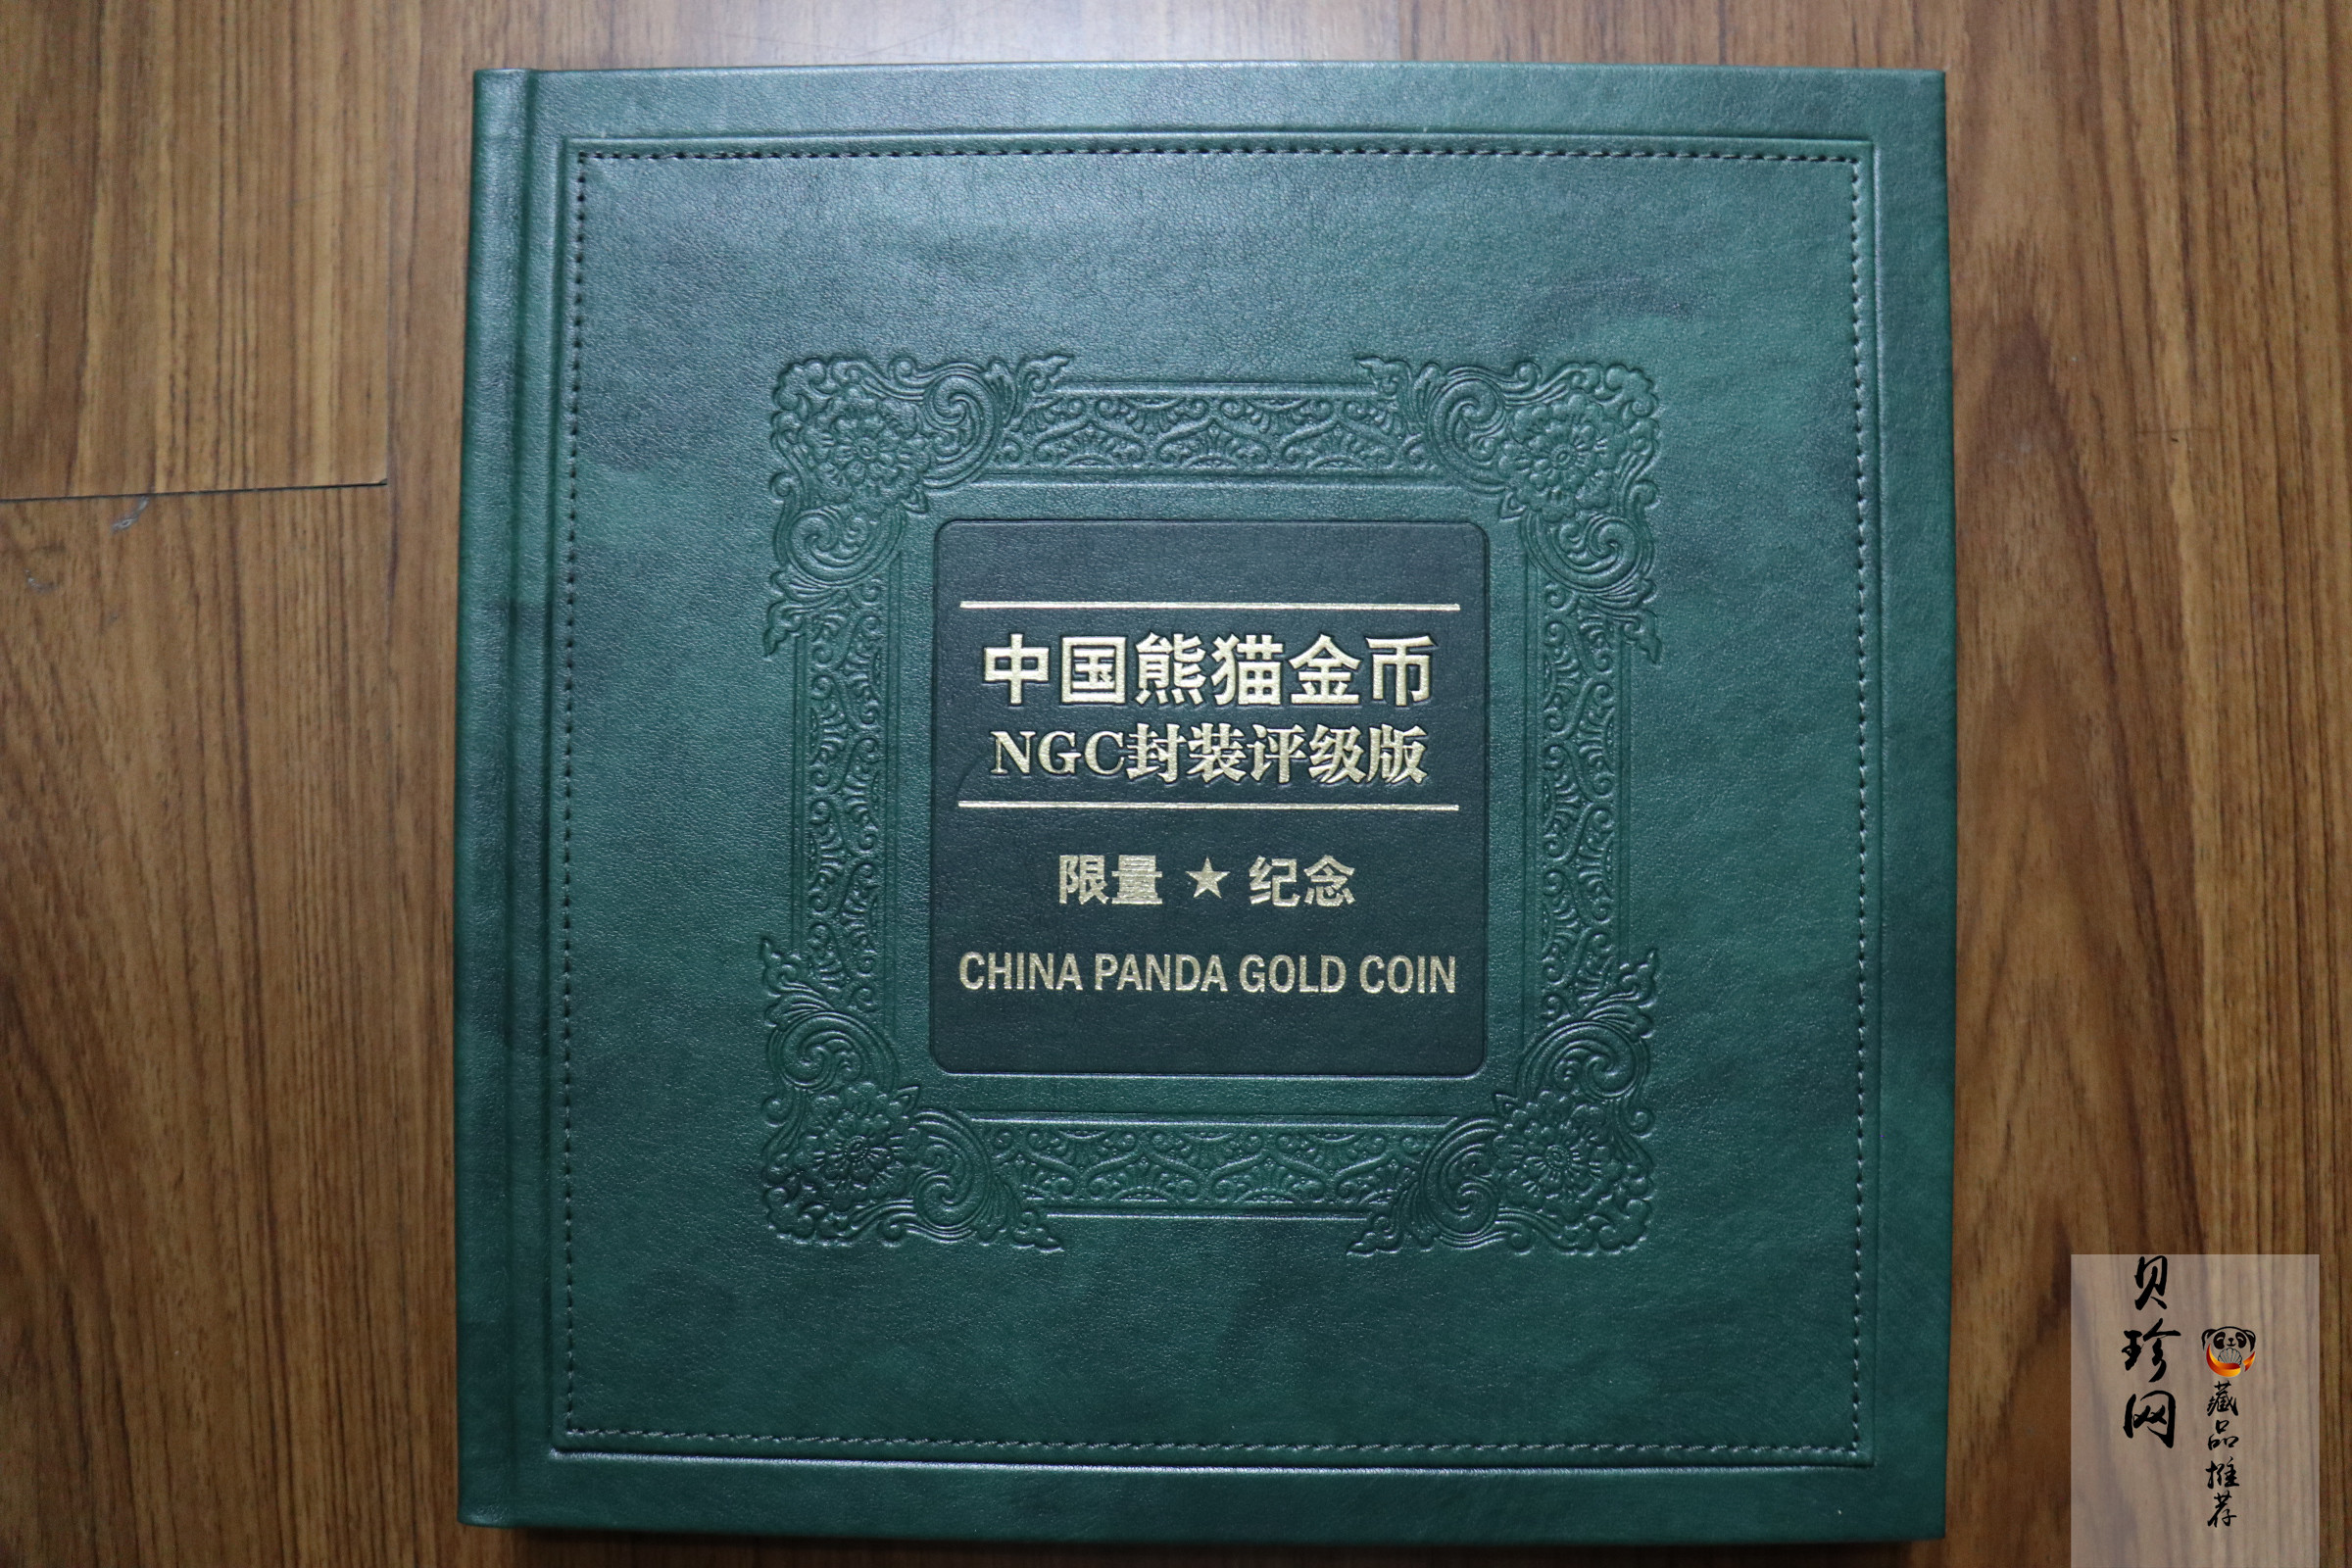 中国熊猫金币
NGC封装评级版
限量 ★ 纪念
CHINA PANDA GOLD COIN
贝珍网
藏品推荐